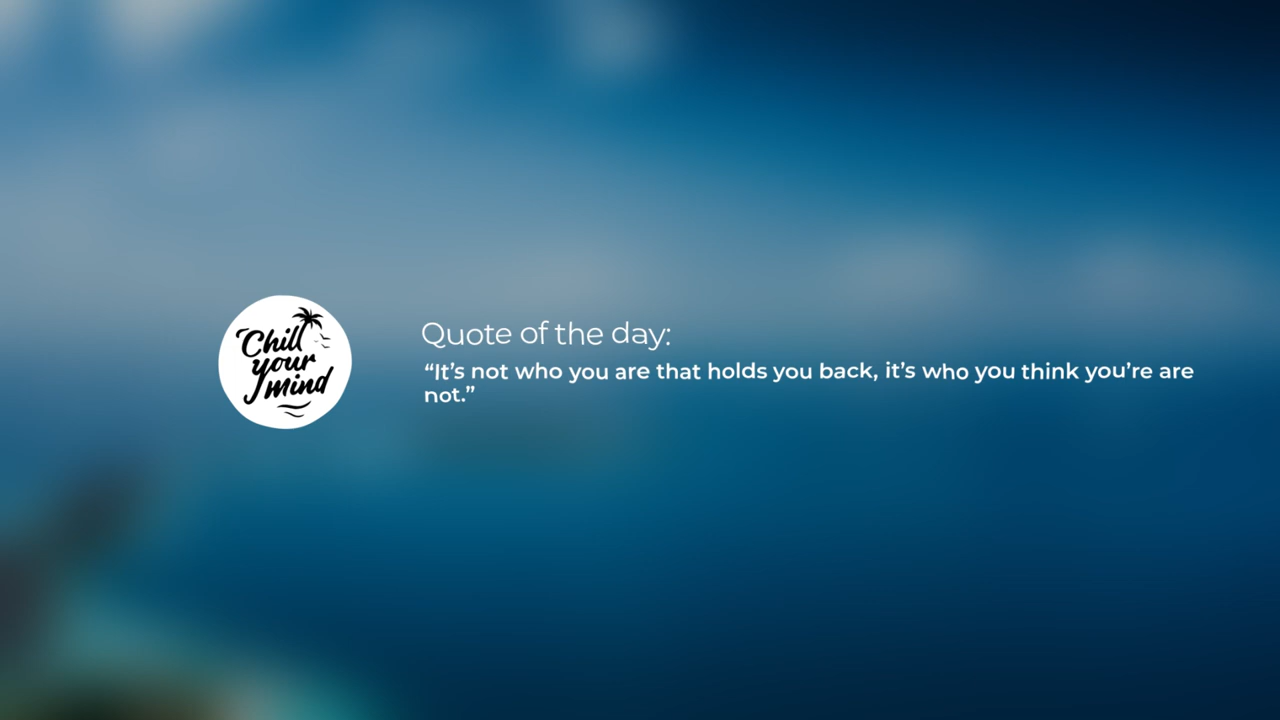 Chill
your
mind
Quote of the day:
“It’s not who you are that holds you back, it’s who you think you’re are
not.”